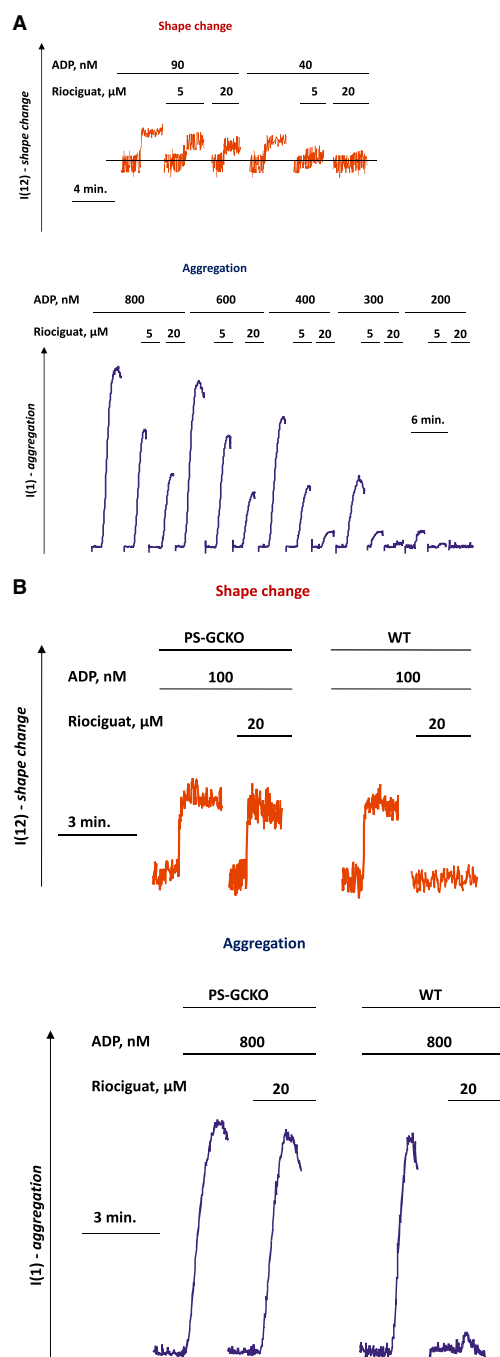 A
Shape change
ADP, nM 90 40
Riociguat, µM 5 20 5 20
I(12) - shape change
4 min.
Aggregation
ADP, nM 800 600 400 300 200
Riociguat, µM 5 20 5 20 5 20 5 20 5 20
I(1) - aggregation
6 min.
B
Shape change
PS-GCKO WT
ADP, nM 100 100
Riociguat, µM 20 20
I(12) - shape change
3 min.
Aggregation
PS-GCKO WT
ADP, nM 800 800
Riociguat, µM 20 20
I(1) - aggregation
3 min.